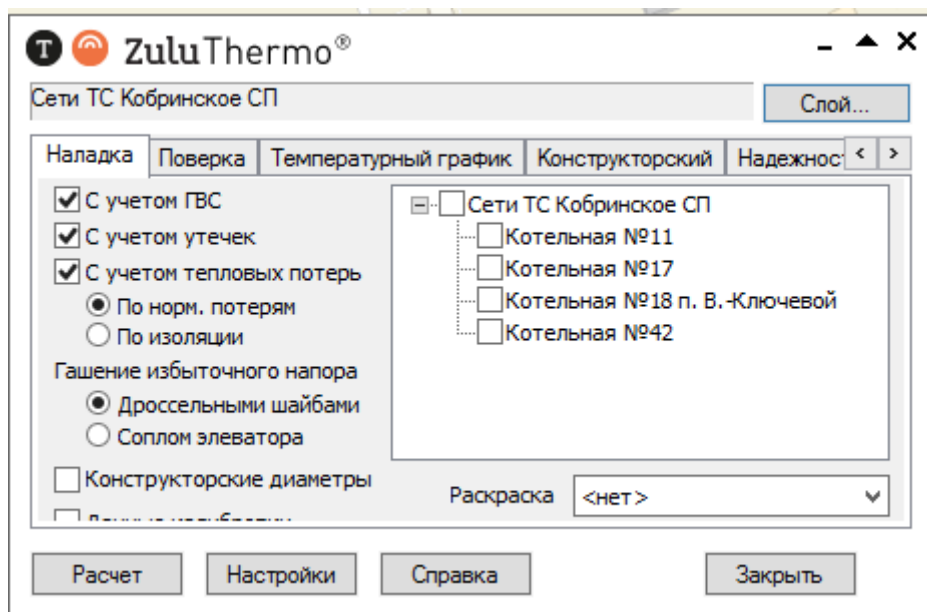 T ZuluThermo®
Сети ТС Кобринское СП
Слой...
Наладка Поверка Температурный график Конструкторский Надежнос
С учетом ГВС
С учетом утечек
С учетом тепловых потерь
По норм. потерям
По изоляции
Гашение избыточного напора
Дроссельными шайбами
Соплом элеватора
Конструкторские диаметры
Сети ТС Кобринское СП
Котельная №11
Котельная №17
Котельная №18 п. В.-Ключевой
Котельная №42
Раскраска <нет>
Расчет Настройки Справка Закрыть